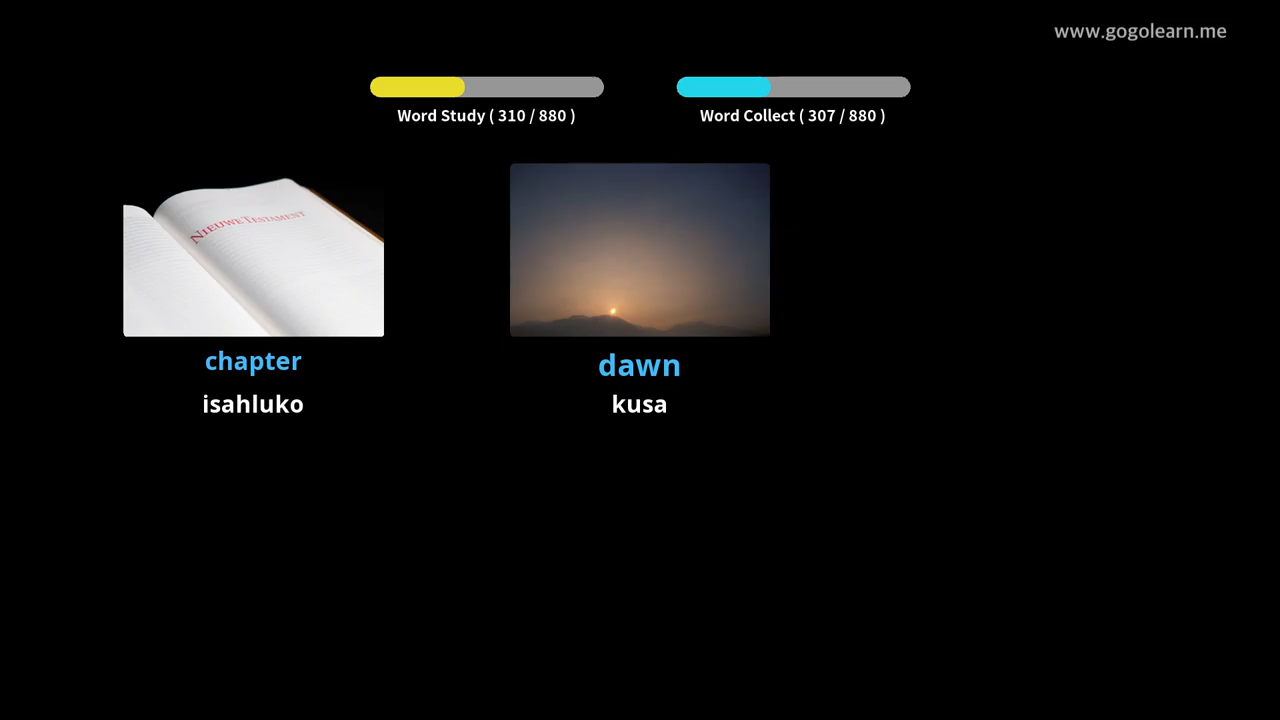 www.gogolearn.me
Word Study ( 310 / 880 )
Word Collect ( 307 / 880 )
NIEUWE TESTAMENT
chapter
isahluko
dawn
kusa